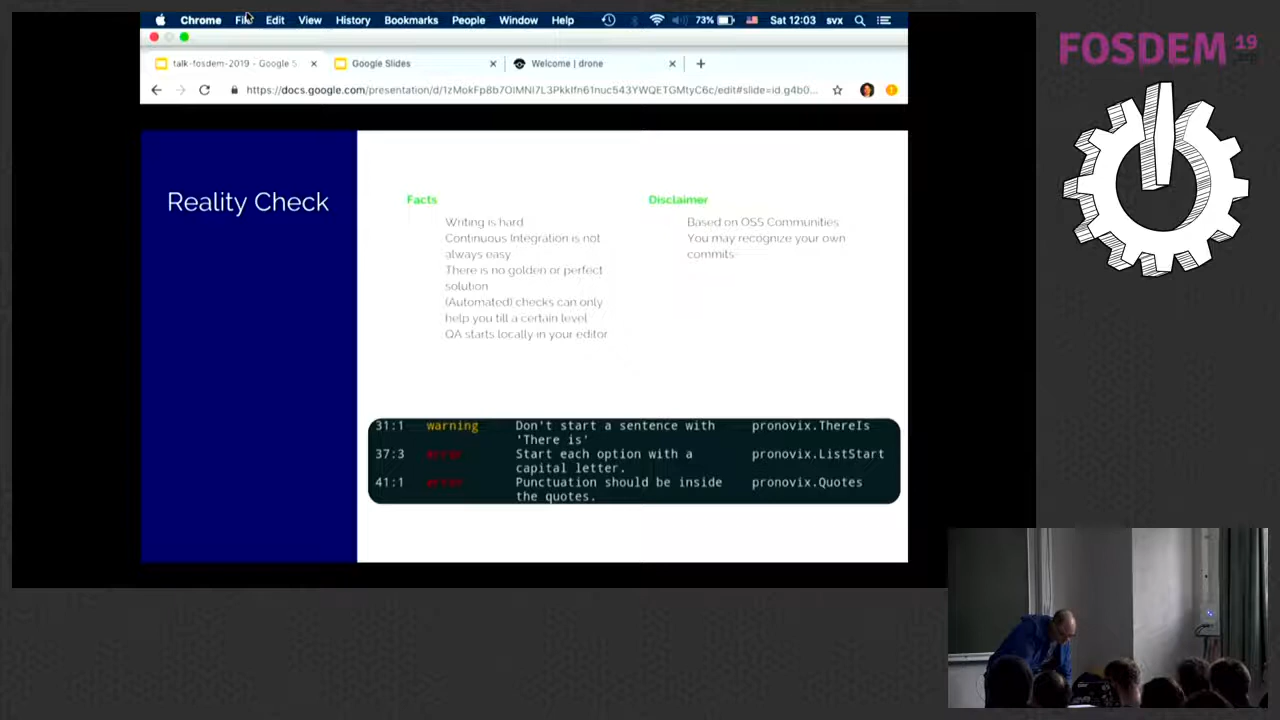 Chrome File Edit View History Bookmarks People Window Help 73% Sat 12:03 svx
talk-fosdem-2019 - Google S
Google Slides
Welcome | drone
Reality Check
Facts
Writing is hard
Continuous Integration is not
always easy
There is no golden or perfect
solution
(Automated) checks can only
help you till a certain level
QA starts locally in your editor
Disclaimer
Based on OSS Communities
You may recognize your own
commits
31:1 warning Don't start a sentence with pronovix.ThereIs
'There is'
37:3 error Start each option with a pronovix.ListStart
capital letter.
41:1 error Punctuation should be inside pronovix.Quotes
the quotes.
FOSDEM 19